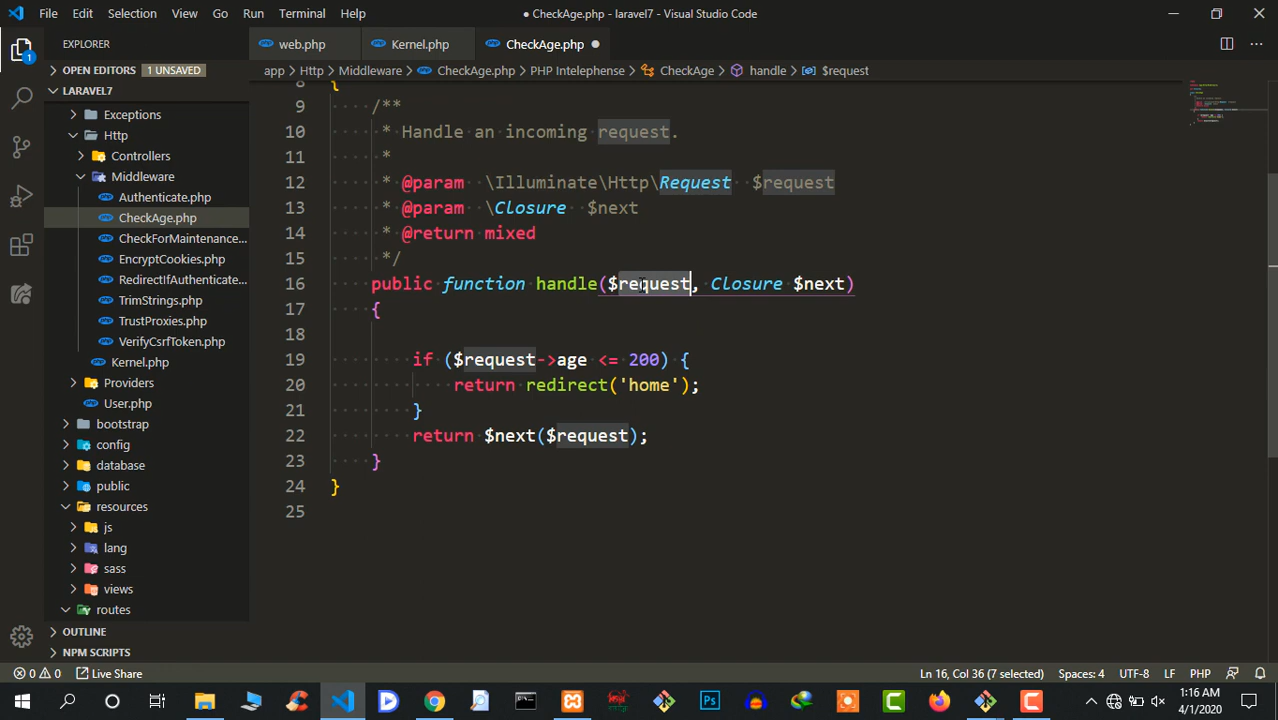 File Edit Selection View Go Run Terminal Help
● CheckAge.php - laravel7 - Visual Studio Code
EXPLORER
OPEN EDITORS 1 UNSAVED
LARAVEL7
Exceptions
Http
Controllers
Middleware
Authenticate.php
CheckAge.php
CheckForMaintenance...
EncryptCookies.php
RedirectIfAuthenticate...
TrimStrings.php
TrustProxies.php
VerifyCsrfToken.php
Kernel.php
Providers
User.php
bootstrap
config
database
public
resources
js
lang
sass
views
routes
OUTLINE
NPM SCRIPTS
web.php Kernel.php CheckAge.php ●
app > Http > Middleware > CheckAge.php > PHP Intelephense > CheckAge > handle > $request
8 {
9 /**
10 * Handle an incoming request.
11 *
12 * @param \Illuminate\Http\Request $request
13 * @param \Closure $next
14 * @return mixed
15 */
16 public function handle($request, Closure $next)
17 {
18
19 if ($request->age <= 200) {
20 return redirect('home');
21 }
22 return $next($request);
23 }
24 }
25
0 0 Live Share Ln 16, Col 36 (7 selected) Spaces: 4 UTF-8 LF PHP
1:16 AM
4/1/2020